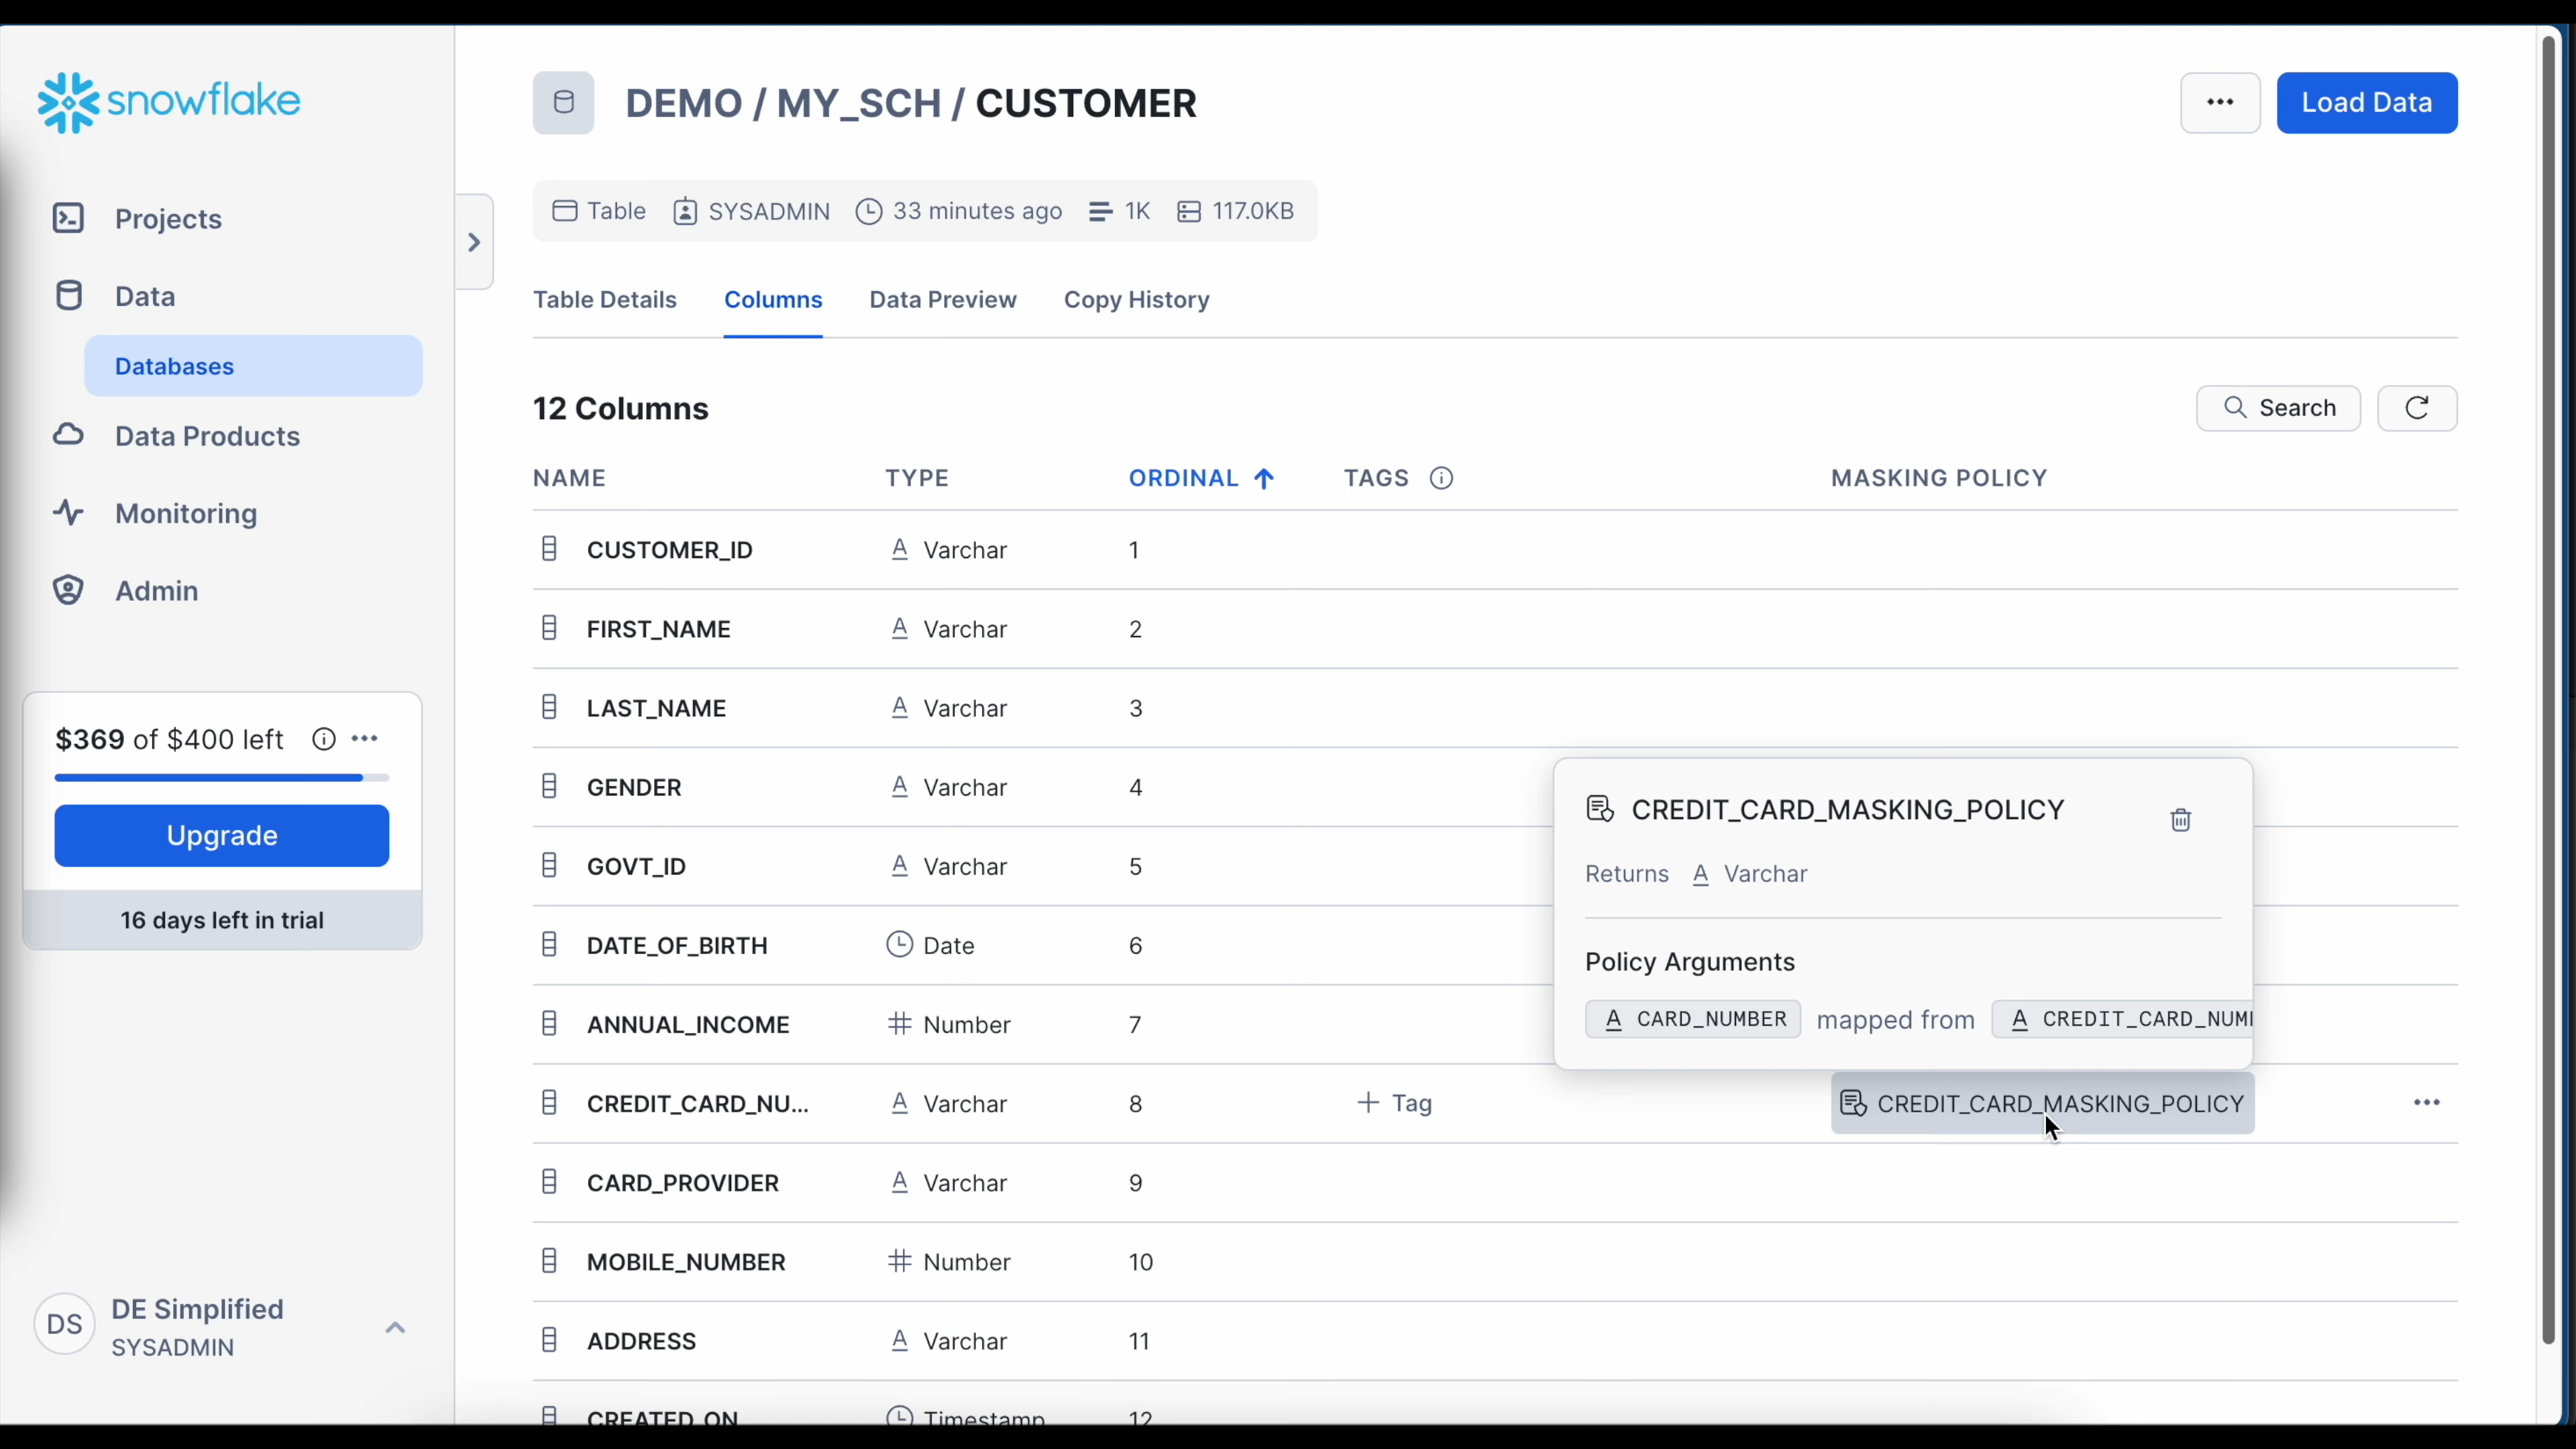 snowflake
Projects
Data
Databases
Data Products
Monitoring
Admin
$369 of $400 left
Upgrade
16 days left in trial
DS
DE Simplified
SYSADMIN
DEMO / MY_SCH / CUSTOMER
Load Data
Table SYSADMIN 33 minutes ago 1K 117.0KB
Table Details Columns Data Preview Copy History
12 Columns
Search
NAME TYPE ORDINAL TAGS MASKING POLICY
CUSTOMER_ID Varchar 1
FIRST_NAME Varchar 2
LAST_NAME Varchar 3
GENDER Varchar 4
GOVT_ID Varchar 5
DATE_OF_BIRTH Date 6
ANNUAL_INCOME Number 7
CREDIT_CARD_NU... Varchar 8 + Tag CREDIT_CARD_MASKING_POLICY
CARD_PROVIDER Varchar 9
MOBILE_NUMBER Number 10
ADDRESS Varchar 11
CREATED_ON Timestamp 12
CREDIT_CARD_MASKING_POLICY
Returns Varchar
Policy Arguments
CARD_NUMBER mapped from CREDIT_CARD_NUM